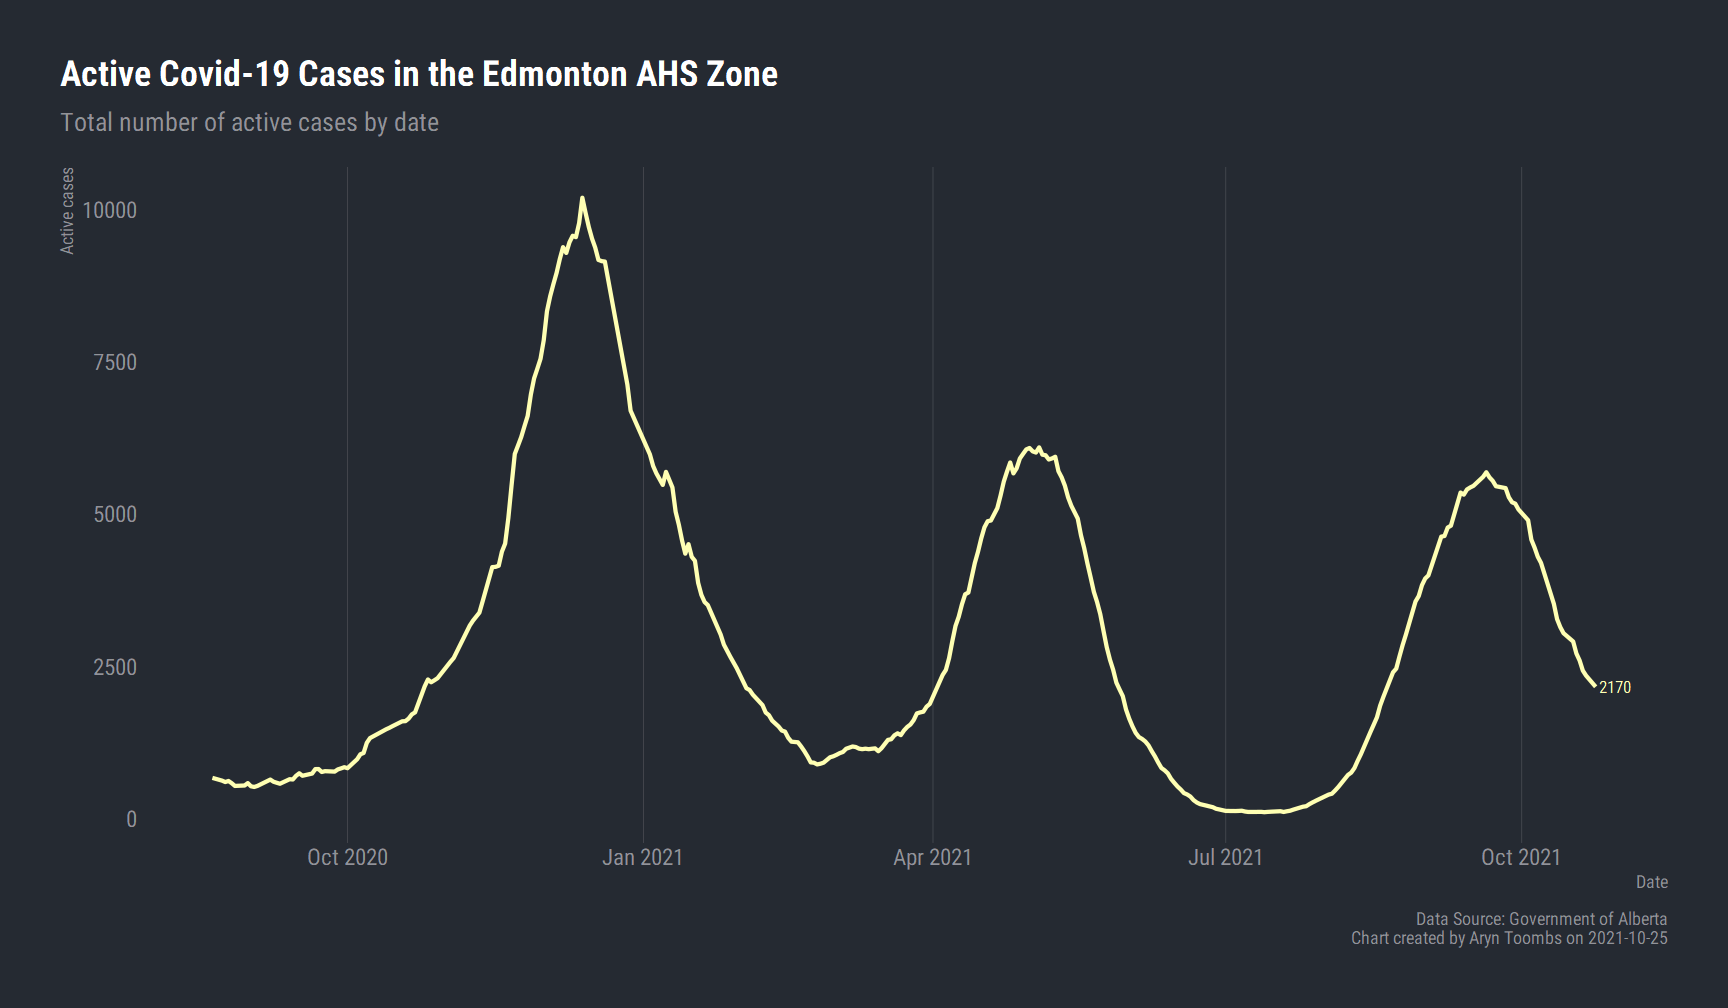 Active Covid-19 Cases in the Edmonton AHS Zone
Total number of active cases by date
Active cases
10000
7500
5000
2500
0
2170
Oct 2020
Jan 2021
Apr 2021
Jul 2021
Oct 2021
Date
Data Source: Government of Alberta
Chart created by Aryn Toombs on 2021-10-25